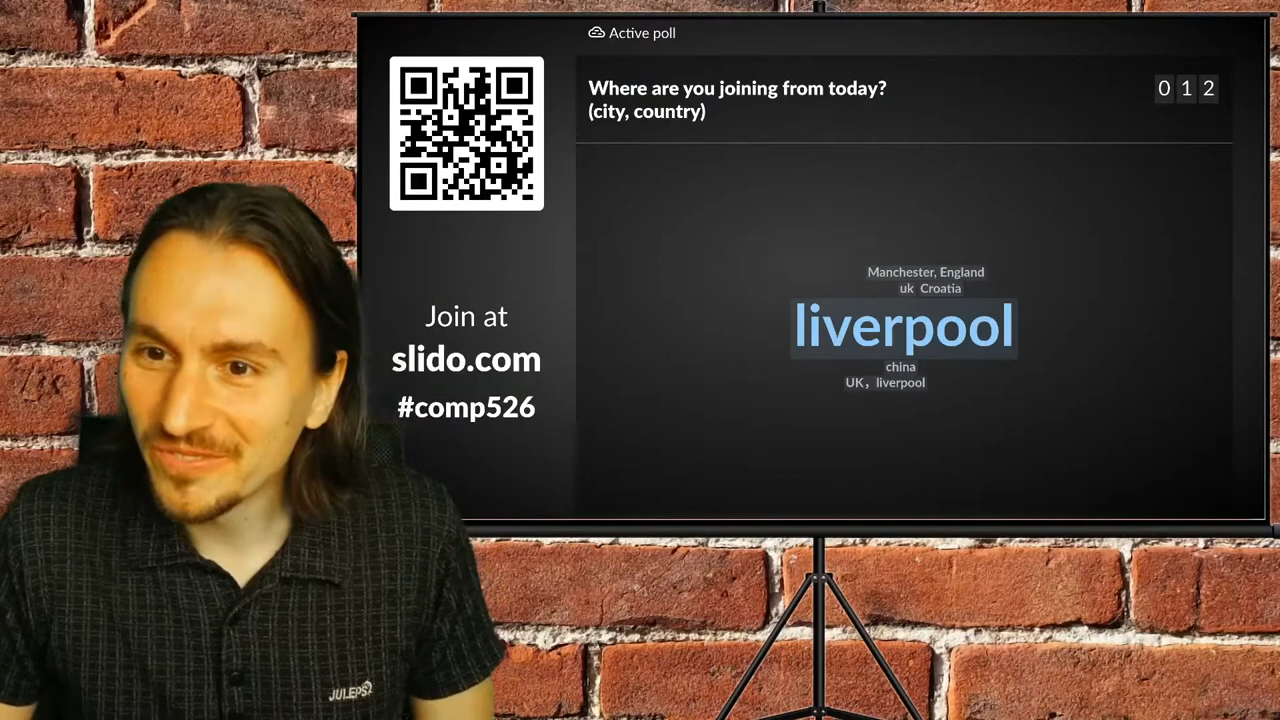 Active poll
Where are you joining from today?
(city, country)
0 1 2
Join at
slido.com
#comp526
Manchester, England
uk Croatia
liverpool
china
UK，liverpool
JULEPS